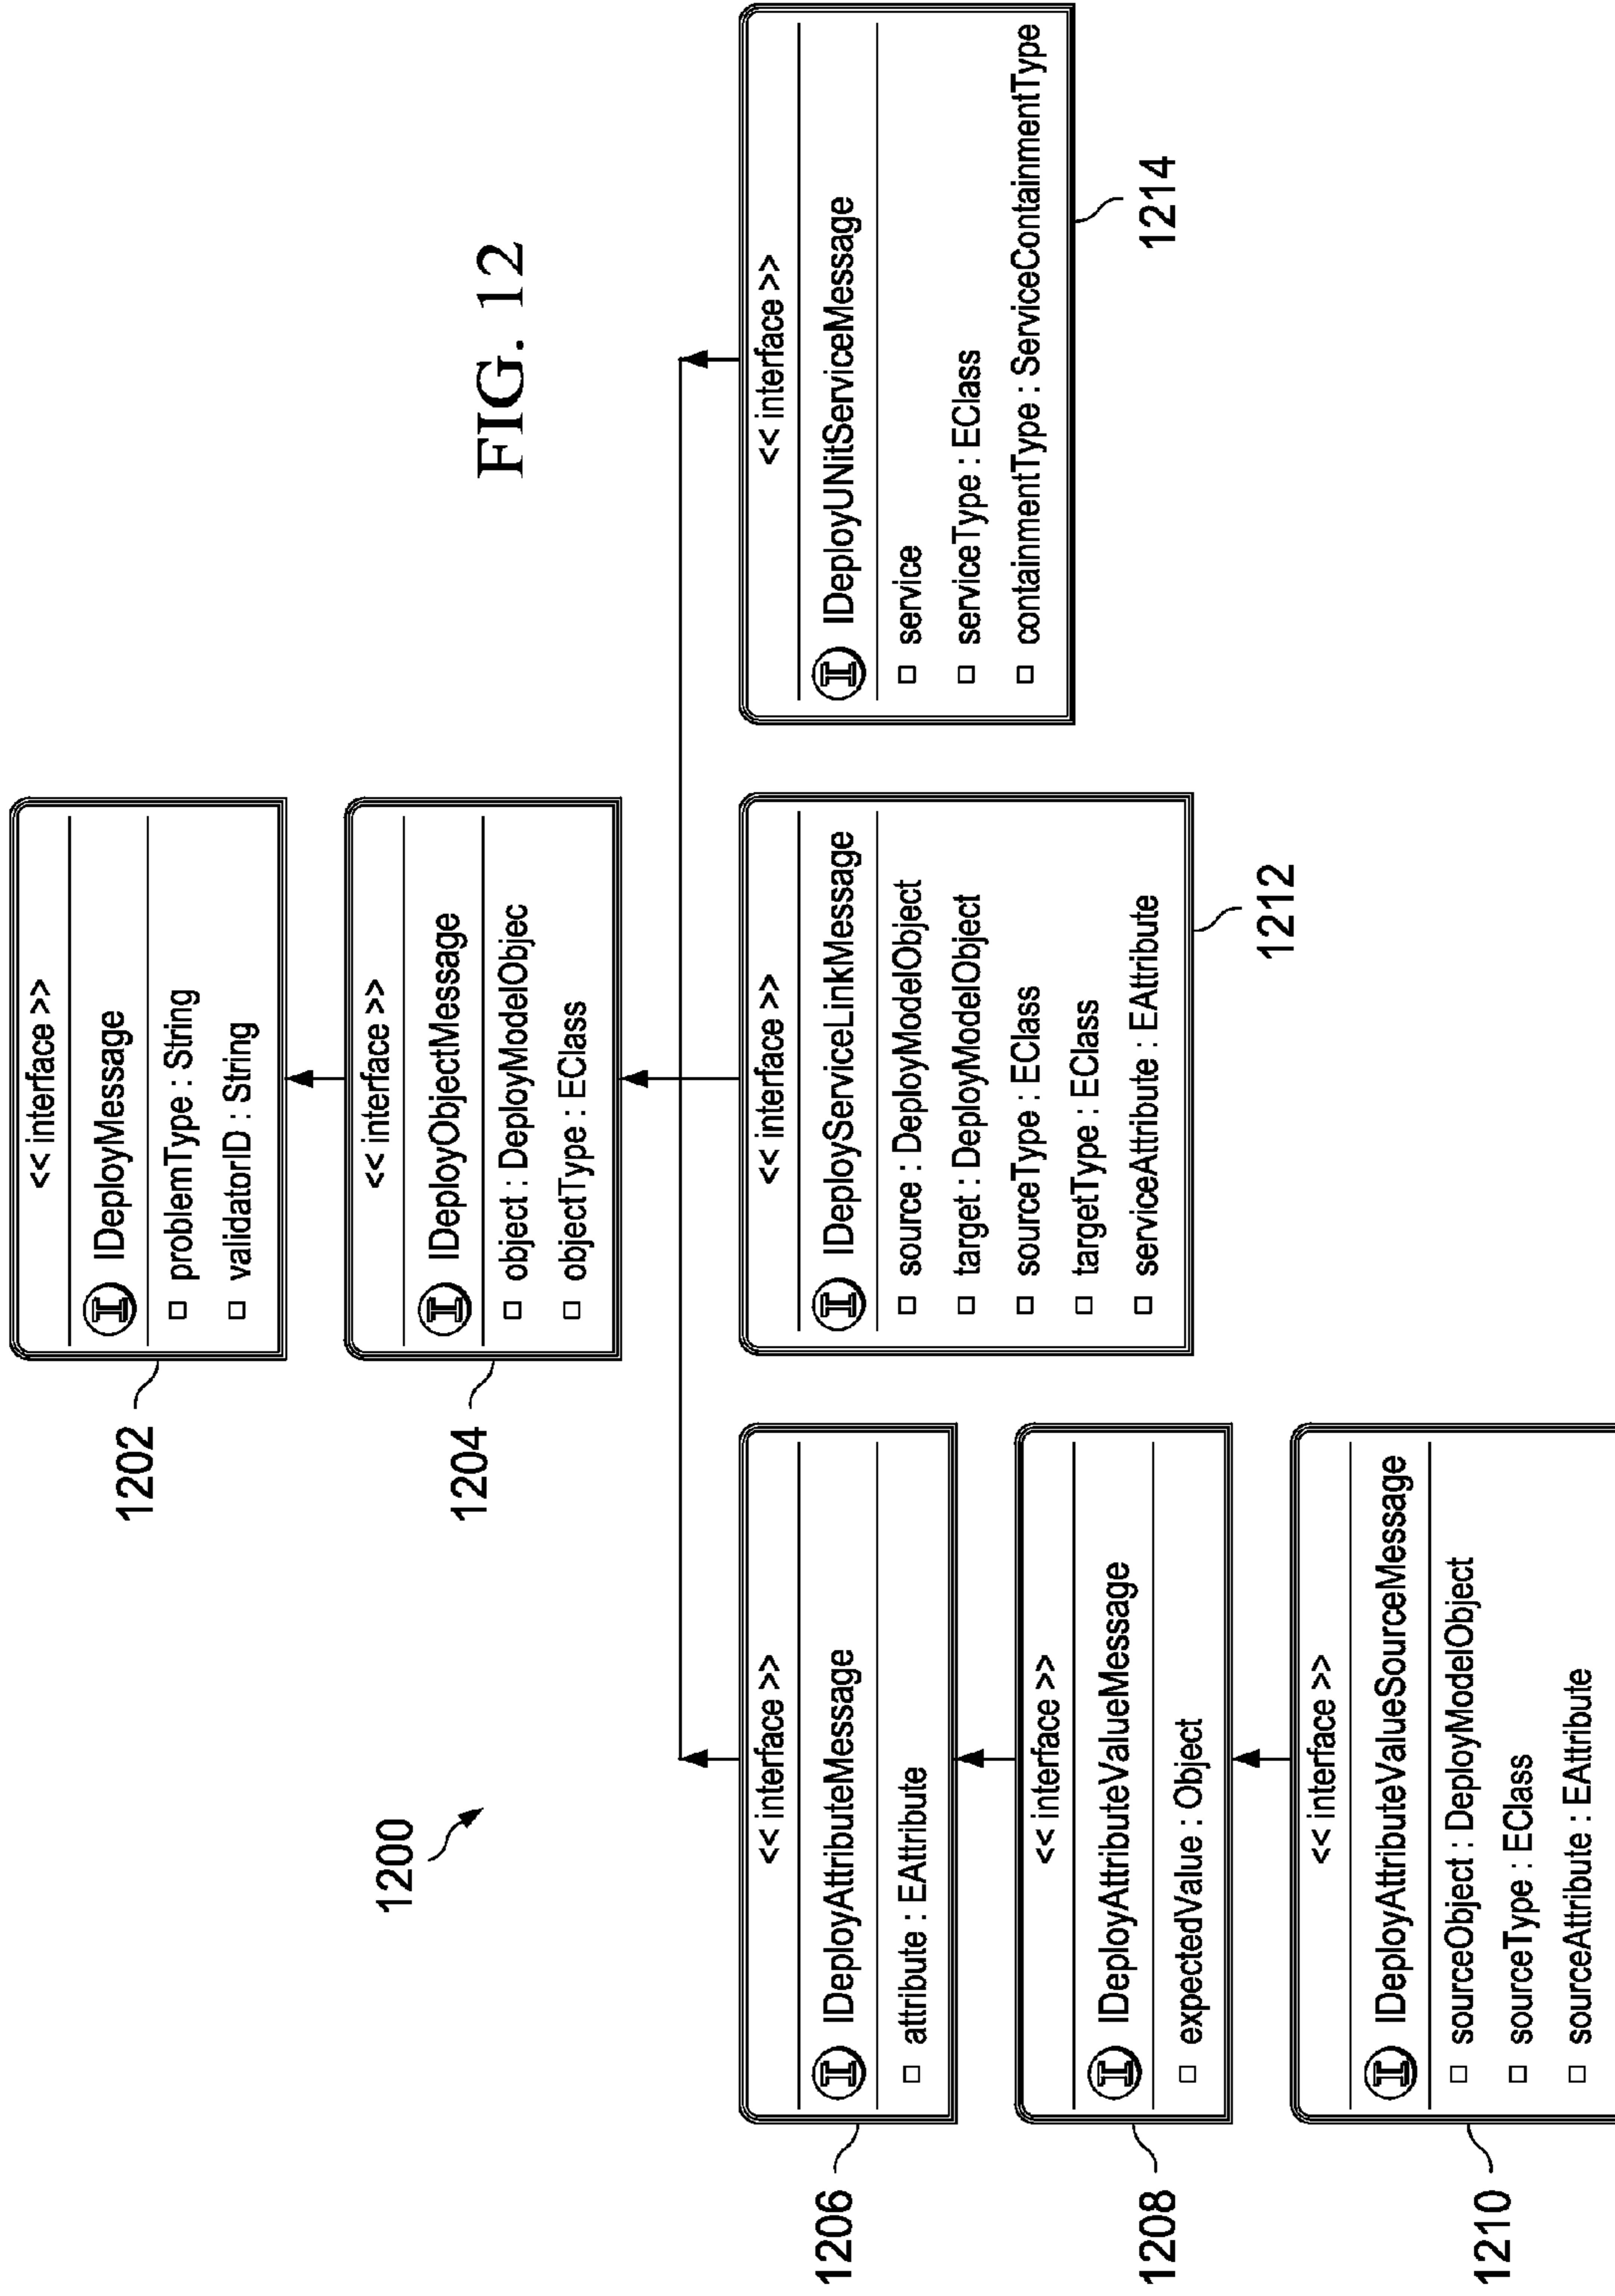 FIG. 12
1200
1202
<< interface >>
IDeployMessage
problemType : String
validatorID : String
1204
<< interface >>
IDeployObjectMessage
object : DeployModelObjec
objectType : EClass
1206
<< interface >>
IDeployAttributeMessage
attribute : EAttribute
1208
<< interface >>
IDeployAttributeValueMessage
expectedValue : Object
1210
<< interface >>
IDeployAttributeValueSourceMessage
sourceObject : DeployModelObject
sourceType : EClass
sourceAttribute : EAttribute
<< interface >>
IDeployServiceLinkMessage
source : DeployModelObject
target : DeployModelObject
sourceType : EClass
targetType : EClass
serviceAttribute : EAttribute
1212
<< interface >>
IDeployUNitServiceMessage
service
serviceType : EClass
containmentType : ServiceContainmentType
1214